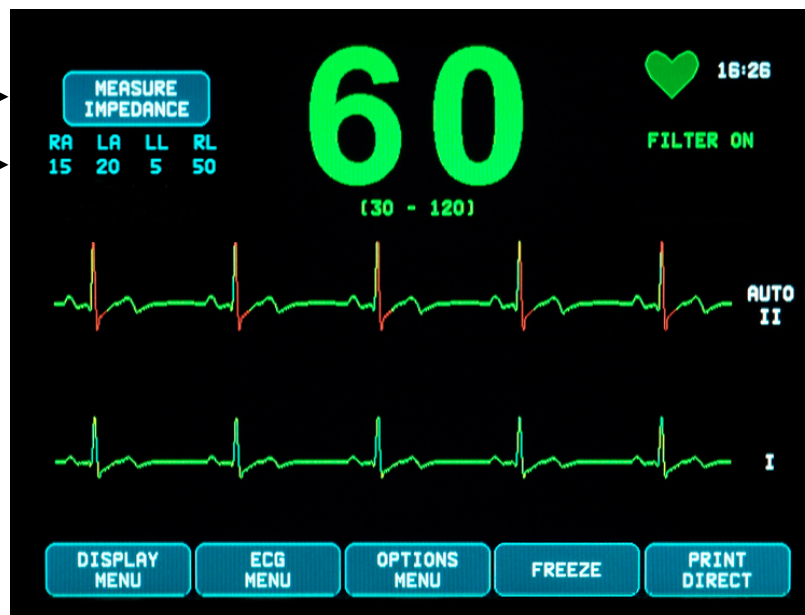 MEASURE
IMPEDANCE
60
16:26
RA LA LL RL
15 20 5 50
FILTER ON
(30 - 120)
AUTO
II
I
DISPLAY
MENU
ECG
MENU
OPTIONS
MENU
FREEZE
PRINT
DIRECT